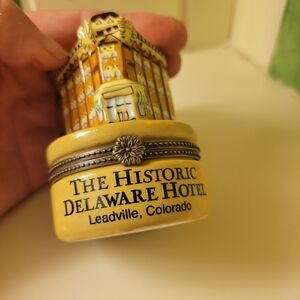 THE HISTORIC
DELAWARE HOTEL
Leadville, Colorado